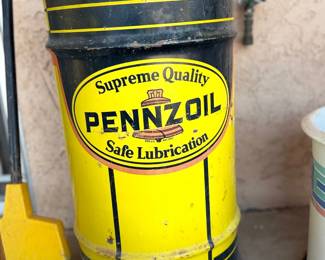 Supreme Quality
PENNZOIL
Safe Lubrication